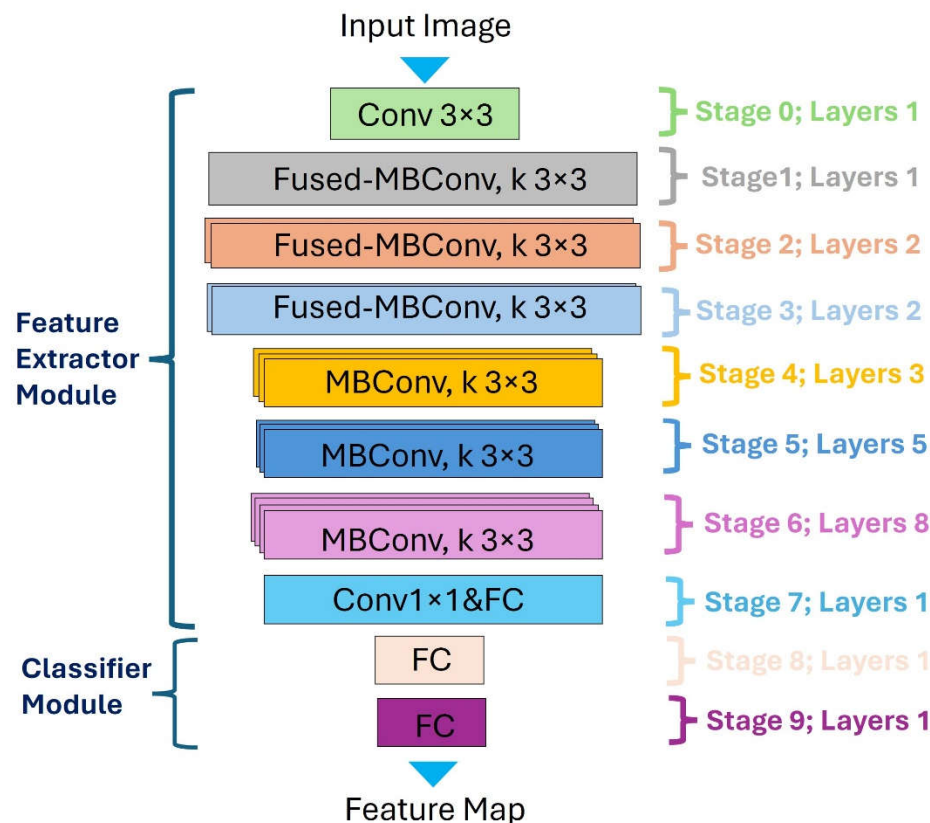 Input Image
Conv 3×3
Stage 0; Layers 1
Fused-MBConv, k 3×3
Stage1; Layers 1
Fused-MBConv, k 3×3
Stage 2; Layers 2
Fused-MBConv, k 3×3
Stage 3; Layers 2
Feature
Extractor
Module
MBConv, k 3×3
Stage 4; Layers 3
MBConv, k 3×3
Stage 5; Layers 5
MBConv, k 3×3
Stage 6; Layers 8
Conv1×1&FC
Stage 7; Layers 1
Classifier
Module
FC
Stage 8; Layers 1
FC
Stage 9; Layers 1
Feature Map